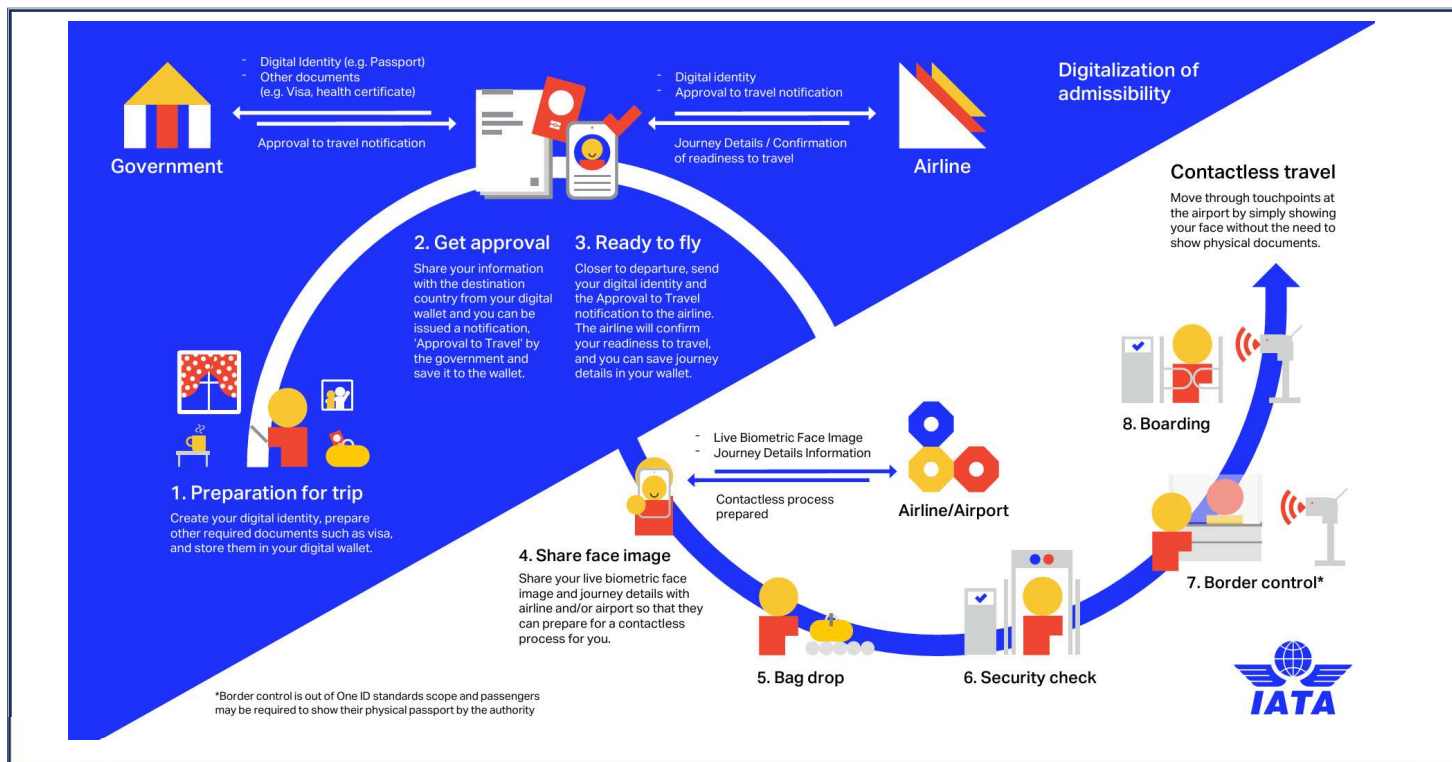 - Digital Identity (e.g. Passport)
- Other documents
(e.g. Visa, health certificate)
Approval to travel notification
Government
- Digital identity
- Approval to travel notification
Journey Details / Confirmation
of readiness to travel
Airline
Digitalization of
admissibility
Contactless travel
Move through touchpoints at
the airport by simply showing
your face without the need to
show physical documents.
2. Get approval
Share your information
with the destination
country from your digital
wallet and you can be
issued a notification,
‘Approval to Travel’ by
the government and
save it to the wallet.
3. Ready to fly
Closer to departure, send
your digital identity and
the Approval to Travel
notification to the airline.
The airline will confirm
your readiness to travel,
and you can save journey
details in your wallet.
1. Preparation for trip
Create your digital identity, prepare
other required documents such as visa,
and store them in your digital wallet.
- Live Biometric Face Image
- Journey Details Information
Contactless process
prepared
Airline/Airport
4. Share face image
Share your live biometric face
image and journey details with
airline and/or airport so that they
can prepare for a contactless
process for you.
5. Bag drop
6. Security check
7. Border control*
8. Boarding
*Border control is out of One ID standards scope and passengers
may be required to show their physical passport by the authority
IATA